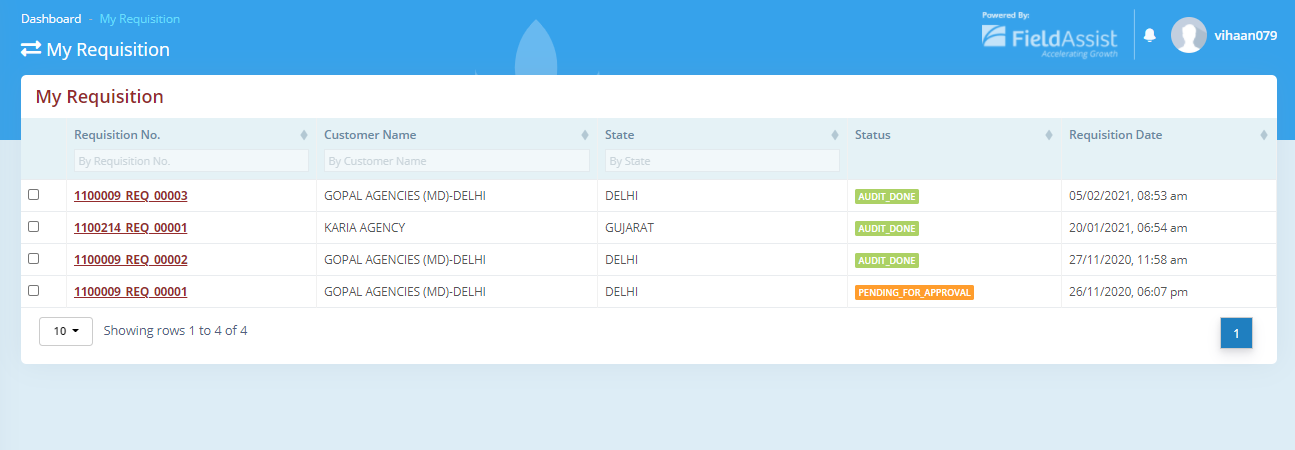 Dashboard - My Requisition
Powered By:
FieldAssist
Accelerating Growth
vihaan079
My Requisition
My Requisition
Requisition No. Customer Name State Status Requisition Date
By Requisition No. By Customer Name By State
1100009_REQ_00003 GOPAL AGENCIES (MD)-DELHI DELHI AUDIT_DONE 05/02/2021, 08:53 am
1100214_REQ_00001 KARIA AGENCY GUJARAT AUDIT_DONE 20/01/2021, 06:54 am
1100009_REQ_00002 GOPAL AGENCIES (MD)-DELHI DELHI AUDIT_DONE 27/11/2020, 11:58 am
1100009_REQ_00001 GOPAL AGENCIES (MD)-DELHI DELHI PENDING_FOR_APPROVAL 26/11/2020, 06:07 pm
10 Showing rows 1 to 4 of 4 1